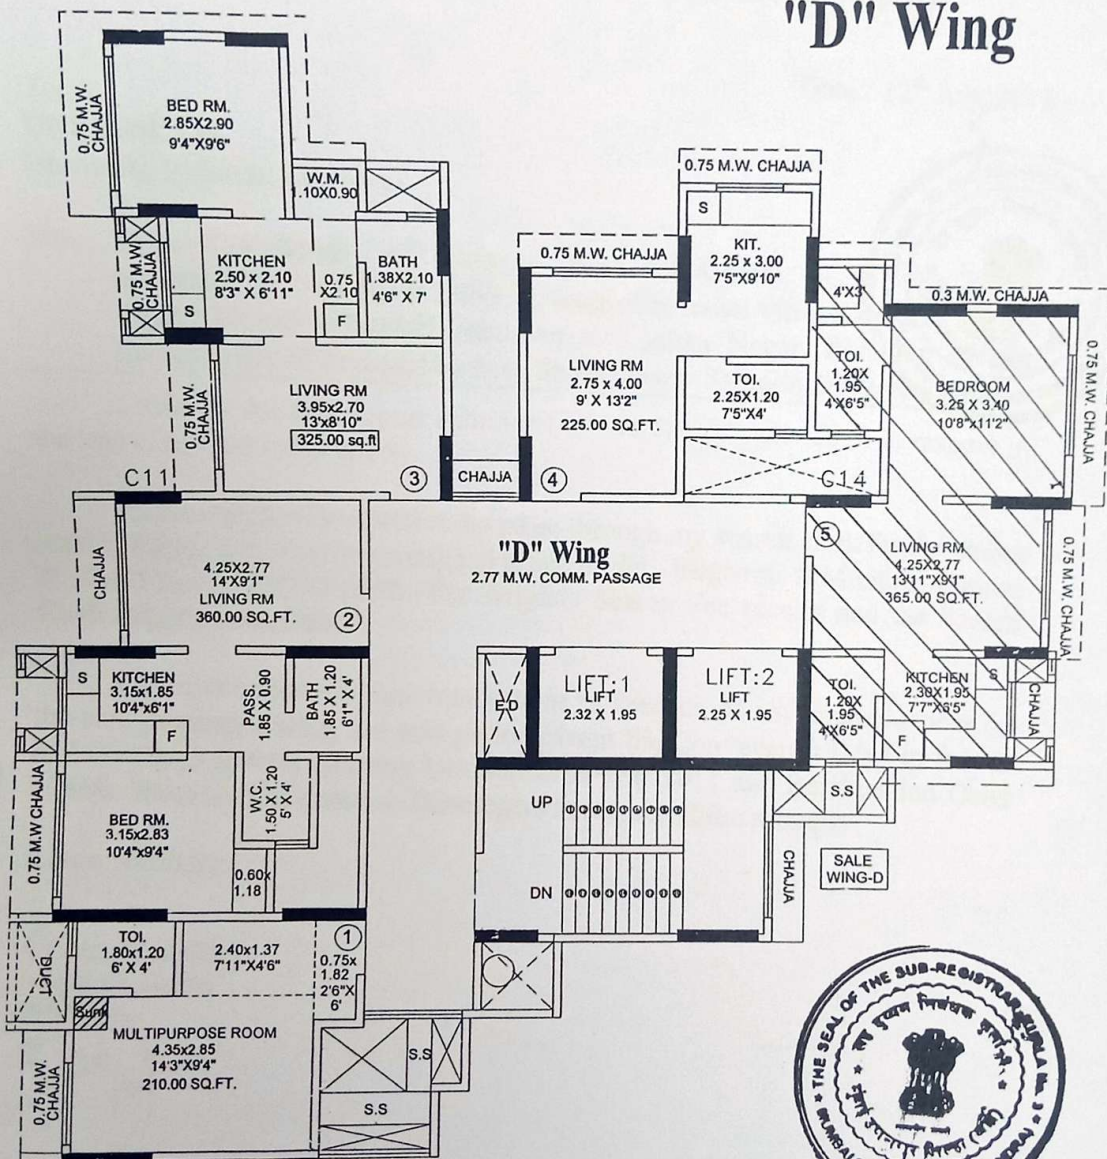 "D" Wing
0.75 M.W.
CHAJJA
BED RM.
2.85X2.90
9'4"X9'6"
W.M.
1.10X0.90
0.75 M.W.
CHAJJA
KITCHEN
2.50 x 2.10
8'3" X 6'11"
S
0.75
X2.10
F
BATH
1.38X2.10
4'6" X 7'
0.75 M.W.
CHAJJA
LIVING RM
3.95x2.70
13'x8'10"
325.00 sq.ft
C11
3
CHAJJA
0.75 M.W. CHAJJA
S
KIT.
2.25 x 3.00
7'5"X9'10"
0.75 M.W. CHAJJA
LIVING RM
2.75 x 4.00
9' X 13'2"
225.00 SQ.FT.
TOI.
2.25X1.20
7'5"X4'
4
4'X3'
TOI.
1.20X
1.95
4'X6'5"
0.3 M.W. CHAJJA
BEDROOM
3.25 X 3.40
10'8"x11'2"
0.75 M.W. CHAJJA
C14
5
LIVING RM
4.25X2.77
13'11"X9'1"
365.00 SQ.FT.
0.75 M.W. CHAJJA
"D" Wing
2.77 M.W. COMM. PASSAGE
CHAJJA
4.25X2.77
14'X9'1"
LIVING RM
360.00 SQ.FT.
2
S
KITCHEN
3.15x1.85
10'4"x6'1"
F
PASS.
1.85 X 0.90
BATH
1.85 X 1.20
6'1" X 4'
E.D
LIFT:1
LIFT
2.32 X 1.95
LIFT:2
LIFT
2.25 X 1.95
TOI.
1.20X
1.95
4'X6'5"
KITCHEN
2.30X1.95
7'7"X6'5"
S
F
CHAJJA
S.S
0.75 M.W CHAJJA
BED RM.
3.15x2.83
10'4"x9'4"
W.C.
1.50 X 1.20
5' X 4'
0.60x
1.18
UP
DN
CHAJJA
SALE
WING-D
DUCT
TOI.
1.80x1.20
6' X 4'
2.40x1.37
7'11"X4'6"
1
0.75x
1.82
2'6"X
6'
Sunk
MULTIPURPOSE ROOM
4.35x2.85
14'3"X9'4"
210.00 SQ.FT.
0.75 M.W.
CHAJJA
S.S
S.S
THE SEAL OF THE SUB-REGISTRAR